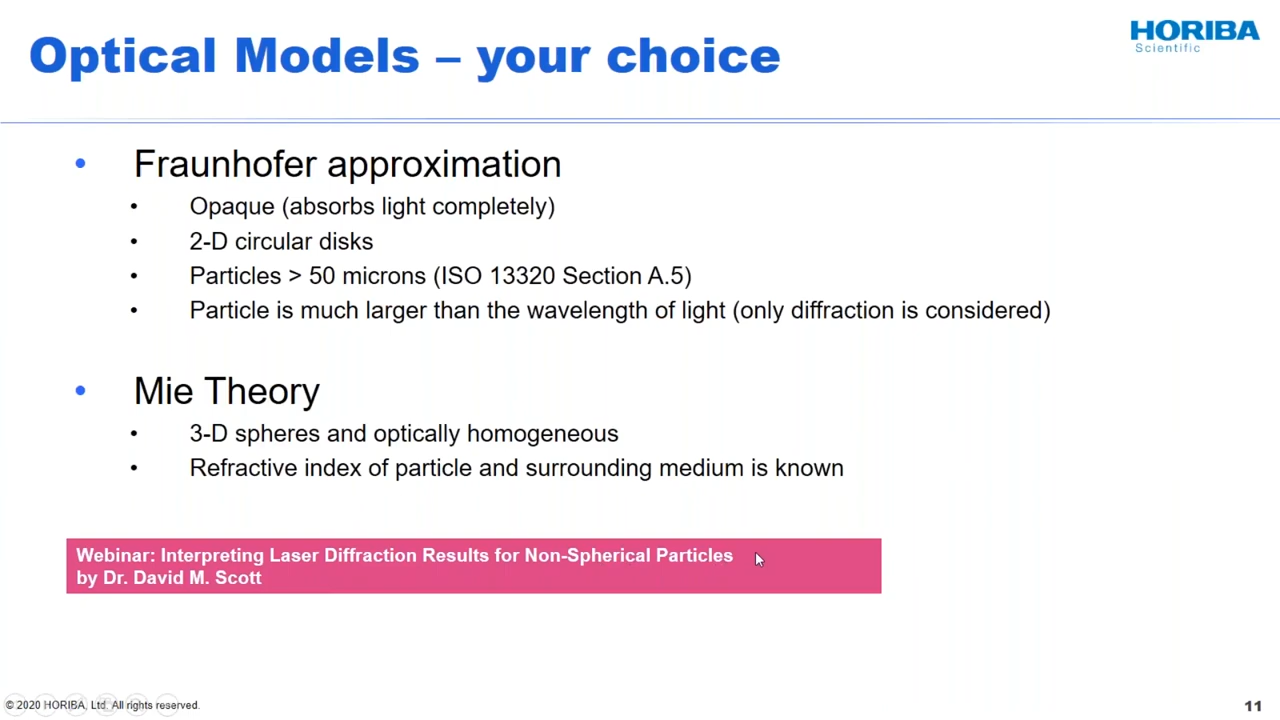 Optical Models – your choice
HORIBA
Scientific
• Fraunhofer approximation
• Opaque (absorbs light completely)
• 2-D circular disks
• Particles > 50 microns (ISO 13320 Section A.5)
• Particle is much larger than the wavelength of light (only diffraction is considered)
• Mie Theory
• 3-D spheres and optically homogeneous
• Refractive index of particle and surrounding medium is known
Webinar: Interpreting Laser Diffraction Results for Non-Spherical Particles
by Dr. David M. Scott
© 2020 HORIBA, Ltd. All rights reserved.
11